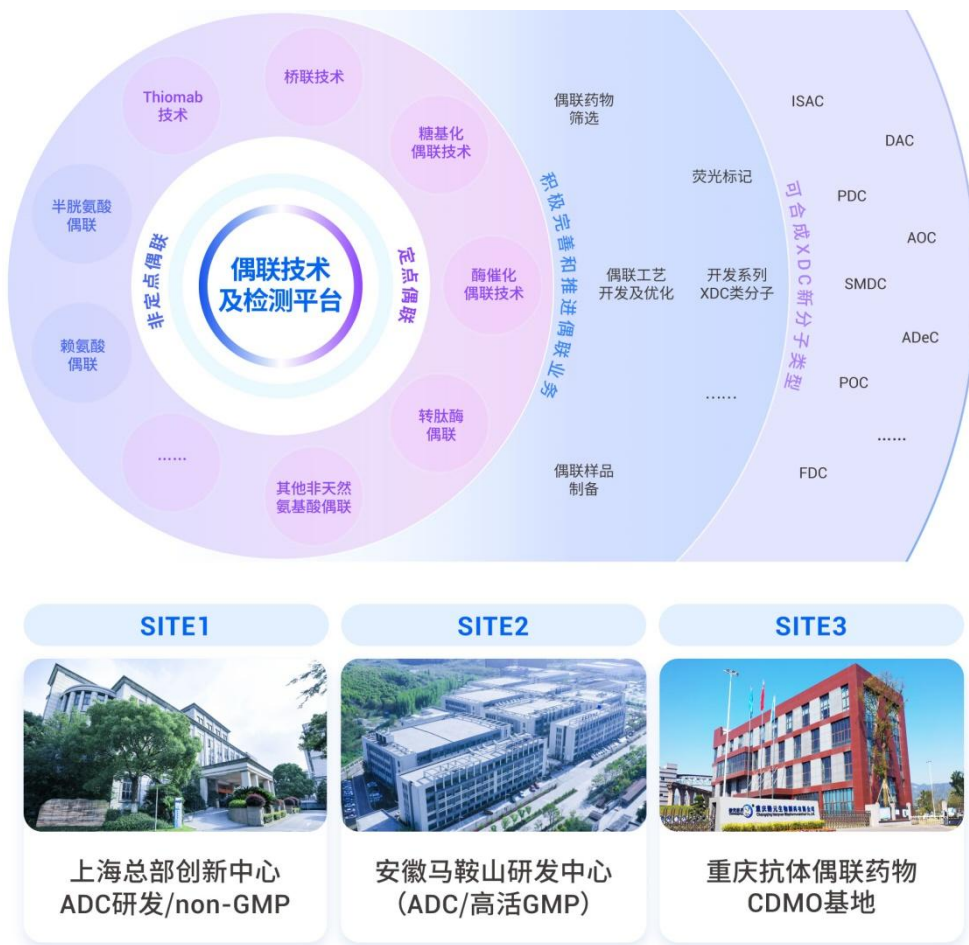 偶联技术
及检测平台
非定点偶联
定点偶联
桥联技术
Thiomab
技术
糖基化
偶联技术
半胱氨酸
偶联
酶催化
偶联技术
赖氨酸
偶联
转肽酶
偶联
……
其他非天然
氨基酸偶联
积极完善和推进偶联业务
偶联药物
筛选
荧光标记
偶联工艺
开发及优化
开发系列
XDC类分子
……
偶联样品
制备
可合成XDC新分子类型
ISAC
DAC
PDC
AOC
SMDC
ADeC
POC
……
FDC
SITE1
上海总部创新中心
ADC研发/non-GMP
SITE2
安徽马鞍山研发中心
（ADC/高活GMP）
SITE3
重庆抗体偶联药物
CDMO基地